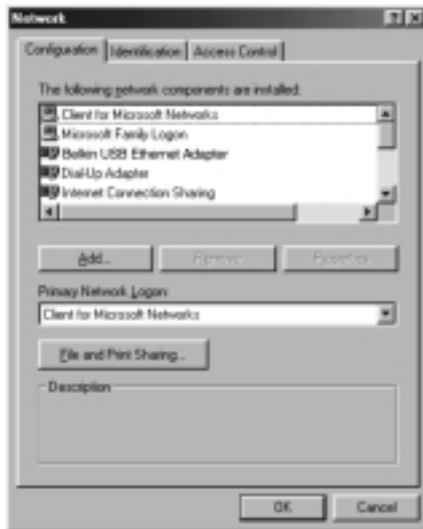 Network
Configuration Identification Access Control
The following network components are installed:
Client for Microsoft Networks
Microsoft Family Logon
Belkin USB Ethernet Adapter
Dial-Up Adapter
Internet Connection Sharing
Add... Remove Properties
Primary Network Logon:
Client for Microsoft Networks
File and Print Sharing...
Description
OK Cancel